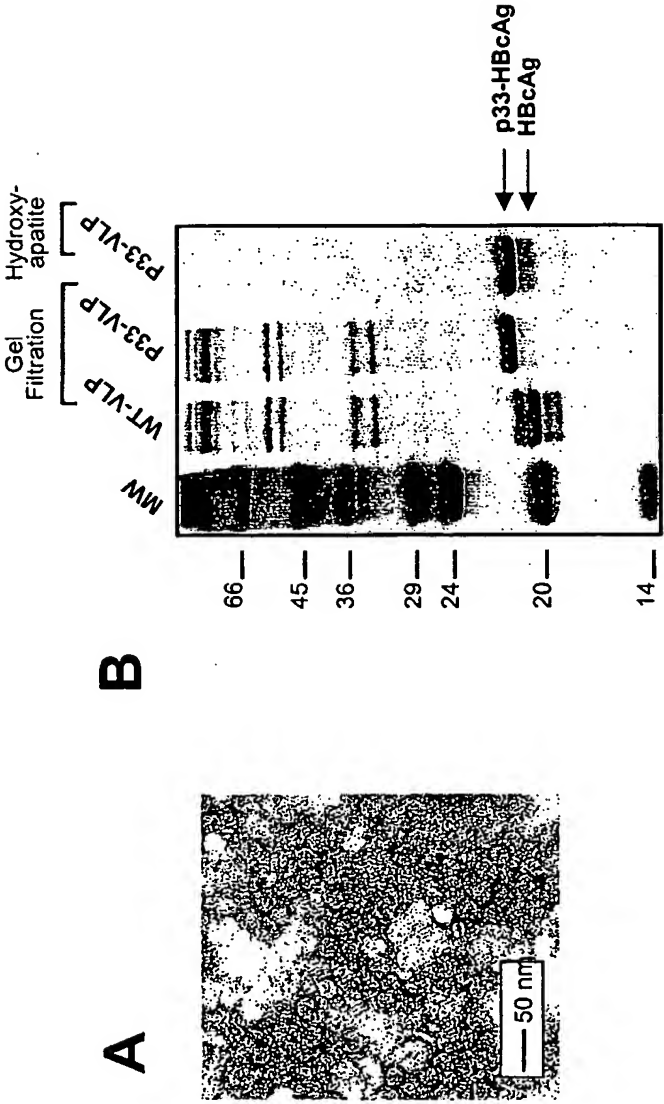 A
50 nm
B
Gel
Filtration
Hydroxy-
apatite
MW
WT-VLP
P33-VLP
P33-VLP
66
45
36
29
24
20
14
p33-HBcAg
HBcAg